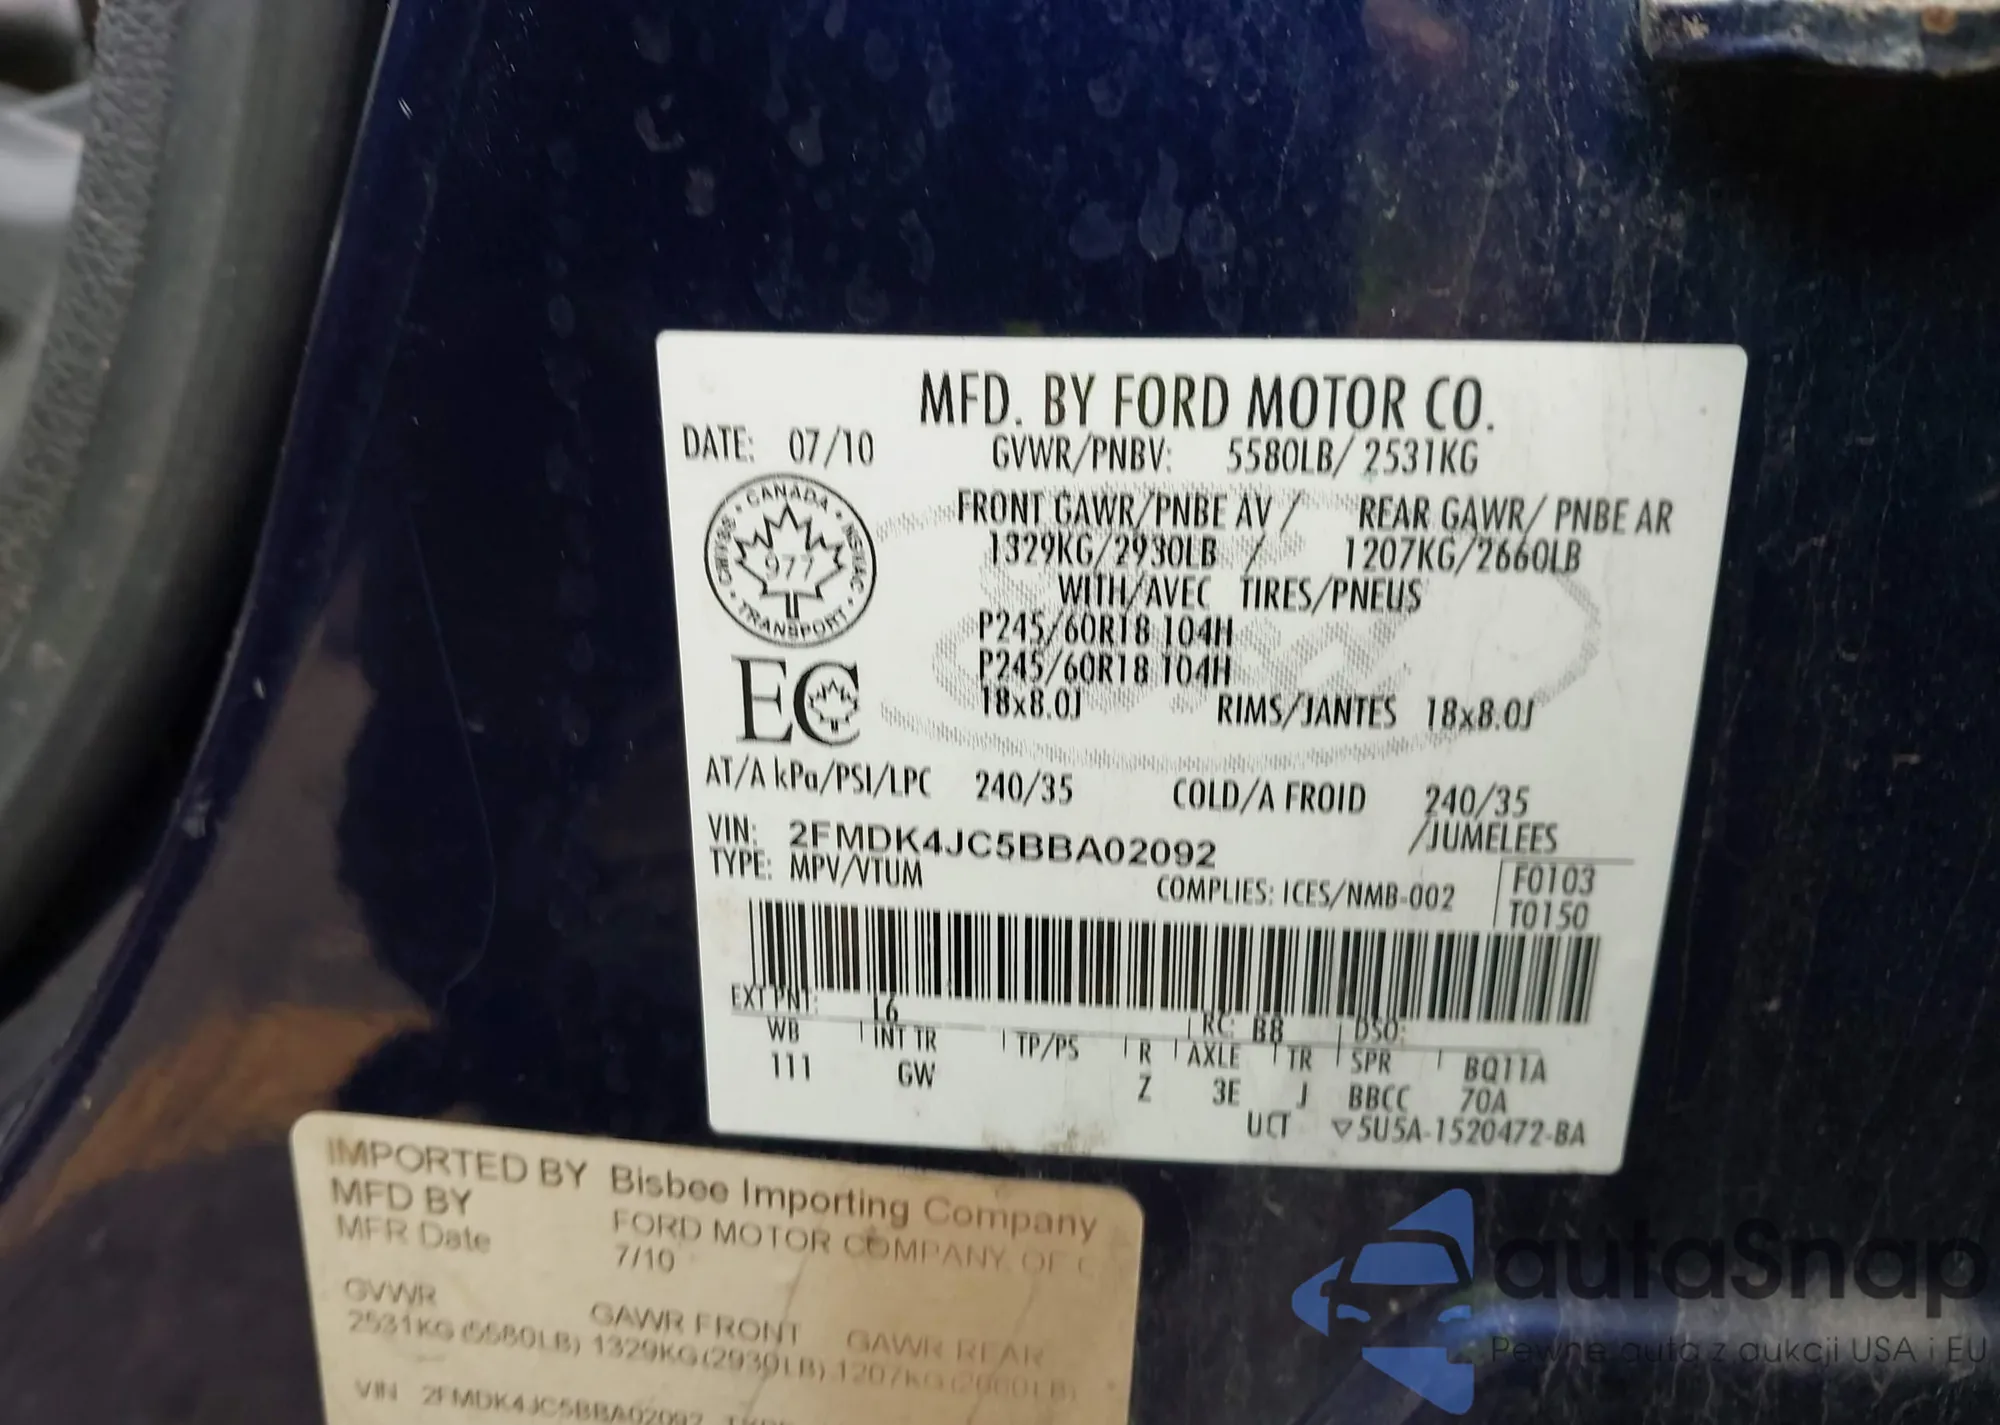 MFD. BY FORD MOTOR CO.
DATE: 07/10 GVWR/PNBV: 5580LB/ 2531KG
FRONT GAWR/PNBE AV / REAR GAWR/ PNBE AR
1329KG/2930LB / 1207KG/2660LB
WITH/AVEC TIRES/PNEUS
P245/60R18 104H
P245/60R18 104H
18x8.0J RIMS/JANTES 18x8.0J
CANADA
977
TRANSPORT
EC
AT/A kPa/PSI/LPC 240/35 COLD/A FROID 240/35
/JUMELEES
VIN: 2FMDK4JC5BBA02092
TYPE: MPV/VTUM
COMPLIES: ICES/NMB-002
F0103
T0150
EXT PNT: L6 RC: BB DSO:
WB INT TR TP/PS R AXLE TR SPR BQ11A
111 GW Z 3E J BBCC 70A
UCT ▽5U5A-1520472-BA
IMPORTED BY Bisbee Importing Company
MFD BY FORD MOTOR COMPANY OF C
MFR Date 7/10
GVWR GAWR FRONT GAWR REAR
2531KG (5580LB) 1329KG(2930LB) 1207KG(2660LB)
VIN 2FMDK4JC5BBA02092
autaSnap
Pewne auta z aukcji USA i EU